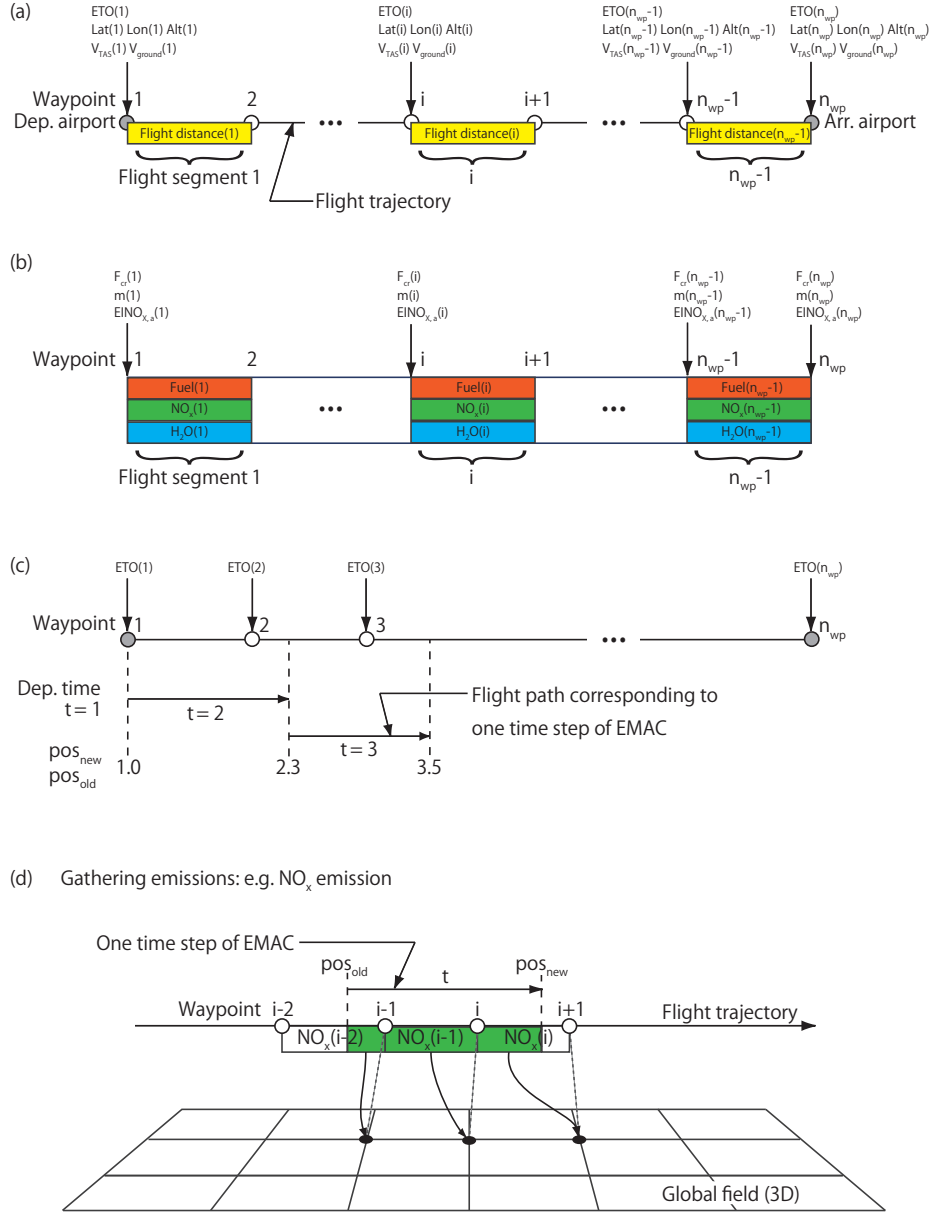 (a)
ETO(1)
Lat(1) Lon(1) Alt(1)
V_TAS(1) V_ground(1)
ETO(i)
Lat(i) Lon(i) Alt(i)
V_TAS(i) V_ground(i)
ETO(n_wp-1)
Lat(n_wp-1) Lon(n_wp-1) Alt(n_wp-1)
V_TAS(n_wp-1) V_ground(n_wp-1)
ETO(n_wp)
Lat(n_wp) Lon(n_wp) Alt(n_wp)
V_TAS(n_wp) V_ground(n_wp)
Waypoint 1 2 i i+1 n_wp-1 n_wp
Dep. airport ••• ••• Arr. airport
Flight distance(1) Flight distance(i) Flight distance(n_wp-1)
Flight segment 1 i n_wp-1
Flight trajectory
(b)
F_cr(1)
m(1)
EINO_X,a(1)
F_cr(i)
m(i)
EINO_X,a(i)
F_cr(n_wp-1)
m(n_wp-1)
EINO_X,a(n_wp-1)
F_cr(n_wp)
m(n_wp)
EINO_X,a(n_wp)
Waypoint 1 2 i i+1 n_wp-1 n_wp
Fuel(1) Fuel(i) Fuel(n_wp-1)
NO_x(1) ••• NO_x(i) ••• NO_x(n_wp-1)
H_2O(1) H_2O(i) H_2O(n_wp-1)
Flight segment 1 i n_wp-1
(c)
ETO(1) ETO(2) ETO(3) ETO(n_wp)
Waypoint 1 2 3 ••• n_wp
Dep. time
t = 1
t = 2
t = 3
Flight path corresponding to
one time step of EMAC
pos_new
pos_old
1.0 2.3 3.5
(d) Gathering emissions: e.g. NO_x emission
One time step of EMAC
pos_old t pos_new
Waypoint i-2 i-1 i i+1 Flight trajectory
NO_x(i-2) NO_x(i-1) NO_x(i)
Global field (3D)